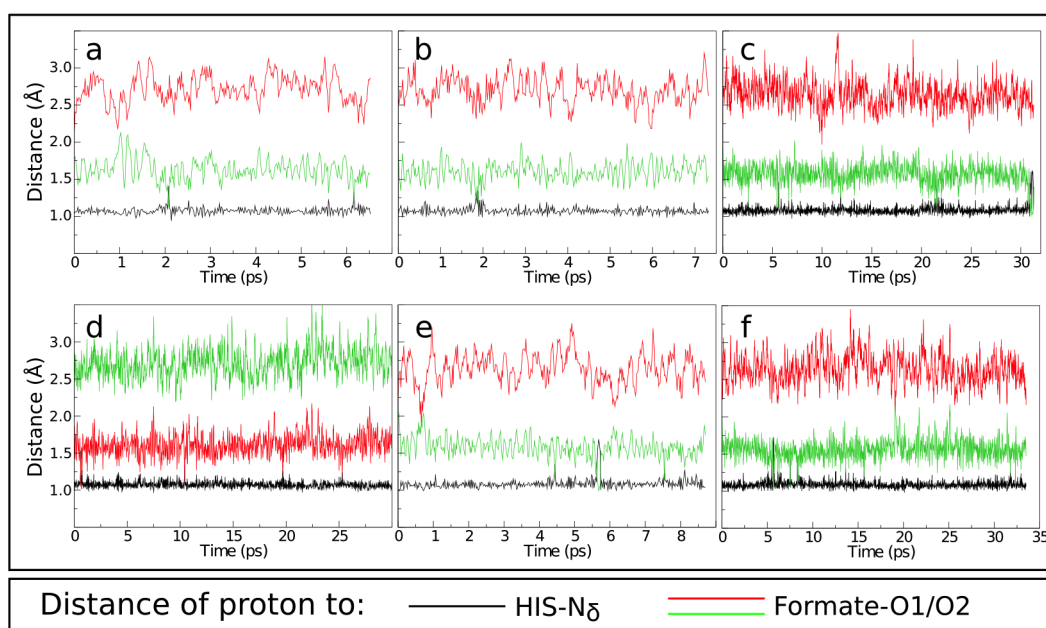 a b c
Distance (Å)
3.0
2.5
2.0
1.5
1.0
0 1 2 3 4 5 6
0 1 2 3 4 5 6 7
0 5 10 15 20 25 30
Time (ps) Time (ps) Time (ps)
d e f
Distance (Å)
3.0
2.5
2.0
1.5
1.0
0 5 10 15 20 25
0 1 2 3 4 5 6 7 8
0 5 10 15 20 25 30 35
Time (ps) Time (ps) Time (ps)
Distance of proton to: HIS-Nδ Formate-O1/O2